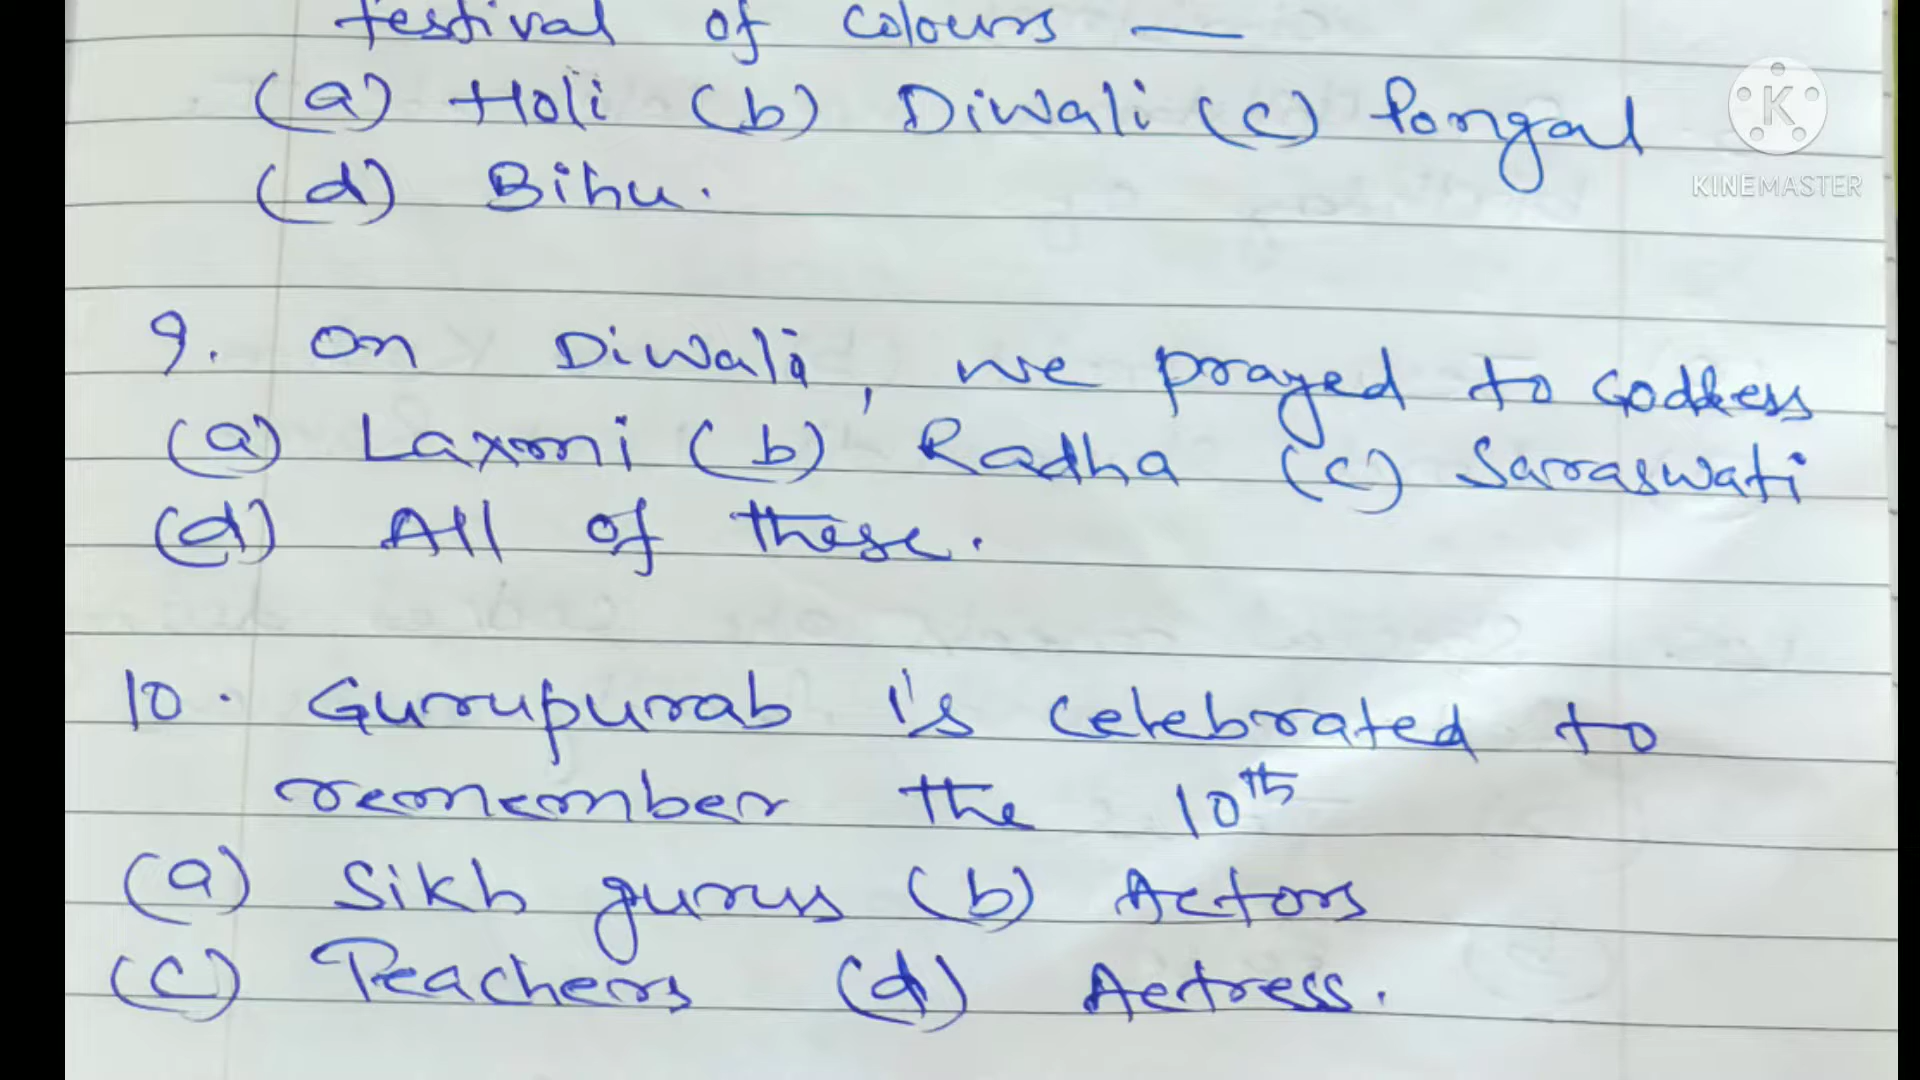 festival of colours —
(a) Holi (b) Diwali (c) Pongal
(d) Bihu.
9. On Diwali, we prayed to Goddess
(a) Laxmi (b) Radha (c) Saraswati
(d) All of these.
10. Gurupurab is celebrated to
remember the 10th
(a) Sikh gurus (b) Actors
(c) Teachers (d) Actress.
K
KINEMASTER